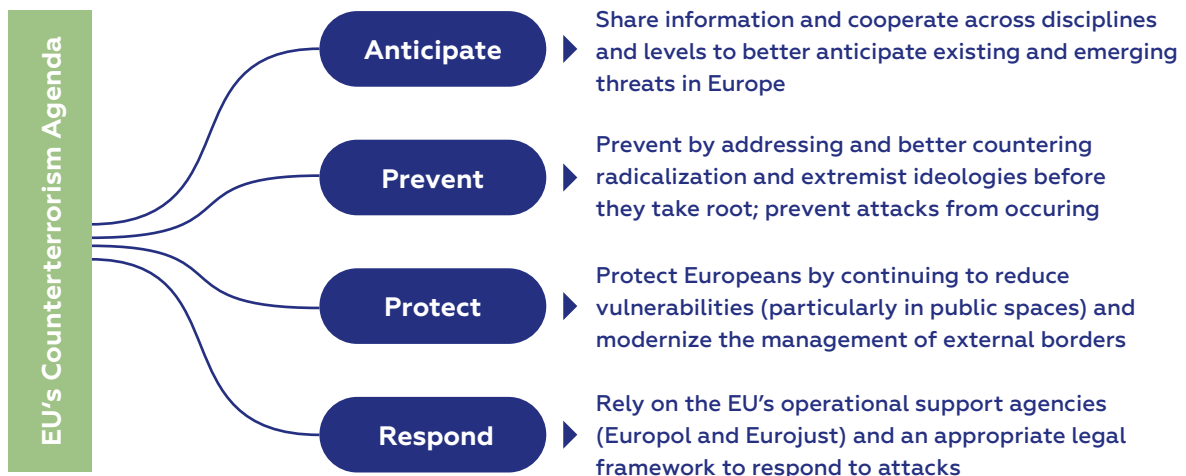 EU's Counterterrorism Agenda
Anticipate
Share information and cooperate across disciplines
and levels to better anticipate existing and emerging
threats in Europe
Prevent
Prevent by addressing and better countering
radicalization and extremist ideologies before
they take root; prevent attacks from occuring
Protect
Protect Europeans by continuing to reduce
vulnerabilities (particularly in public spaces) and
modernize the management of external borders
Respond
Rely on the EU's operational support agencies
(Europol and Eurojust) and an appropriate legal
framework to respond to attacks